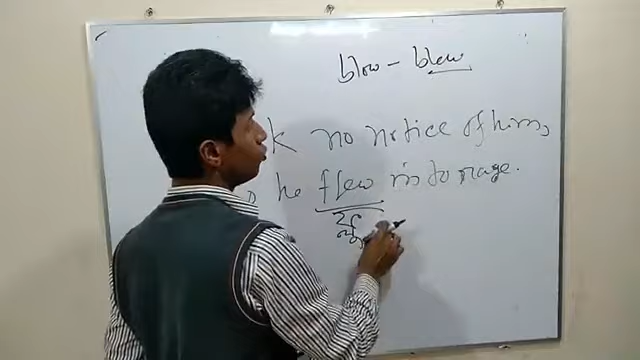 blow - blew
k no notice of him,
he flew into rage.